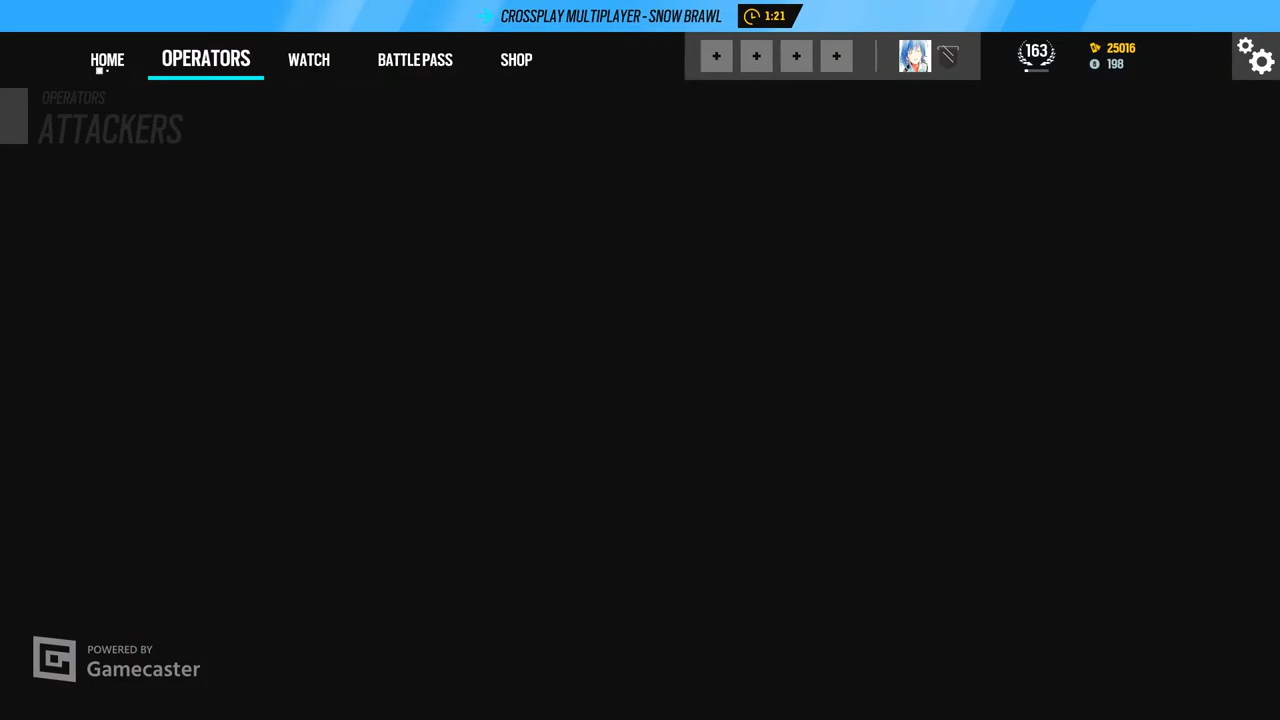 CROSSPLAY MULTIPLAYER - SNOW BRAWL 1:21
HOME OPERATORS WATCH BATTLE PASS SHOP + + + + 163 25016
198
OPERATORS
ATTACKERS
POWERED BY
Gamecaster